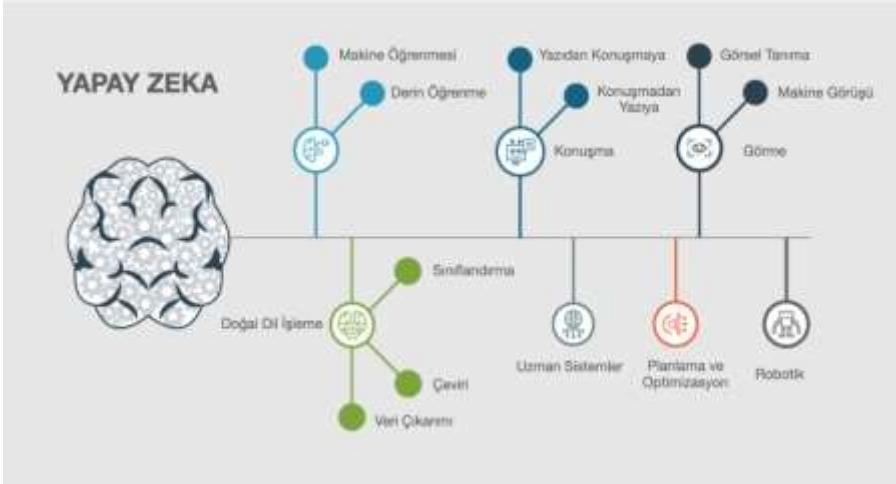 YAPAY ZEKA
Makine Öğrenmesi
Derin Öğrenme
Yazıdan Konuşmaya
Konuşmadan
Yazıya
Konuşma
Görsel Tanıma
Makine Görüşü
Görme
Doğal Dil İşleme
Sınıflandırma
Çeviri
Veri Çıkarımı
Uzman Sistemler
Planlama ve
Optimizasyon
Robotik